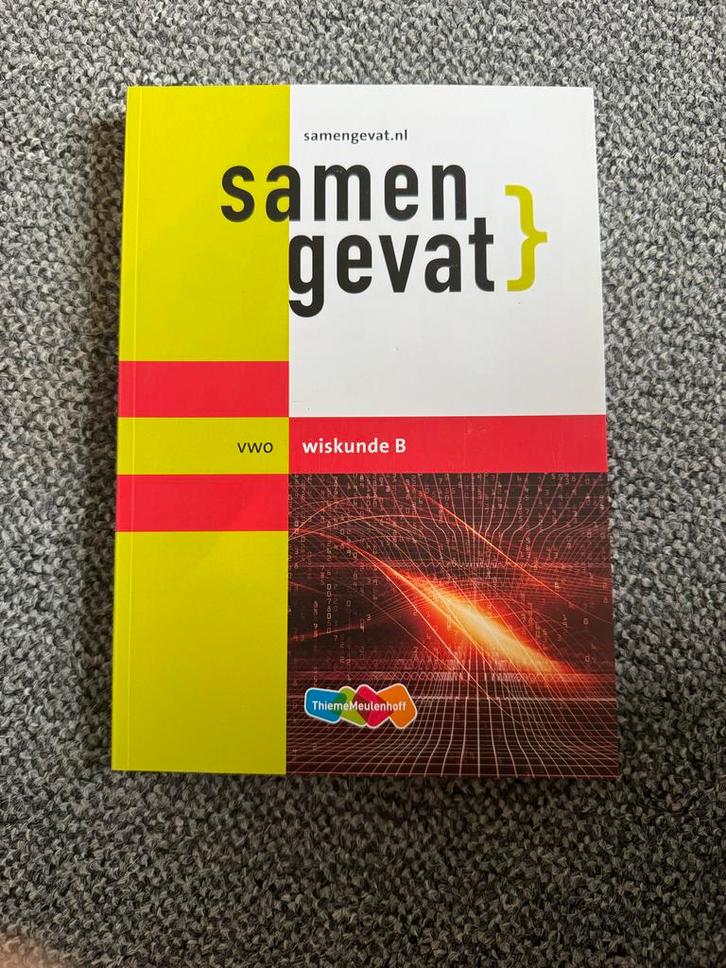 samengevat.nl
samen
gevat}
vwo
wiskunde B
ThiemeMeulenhoff